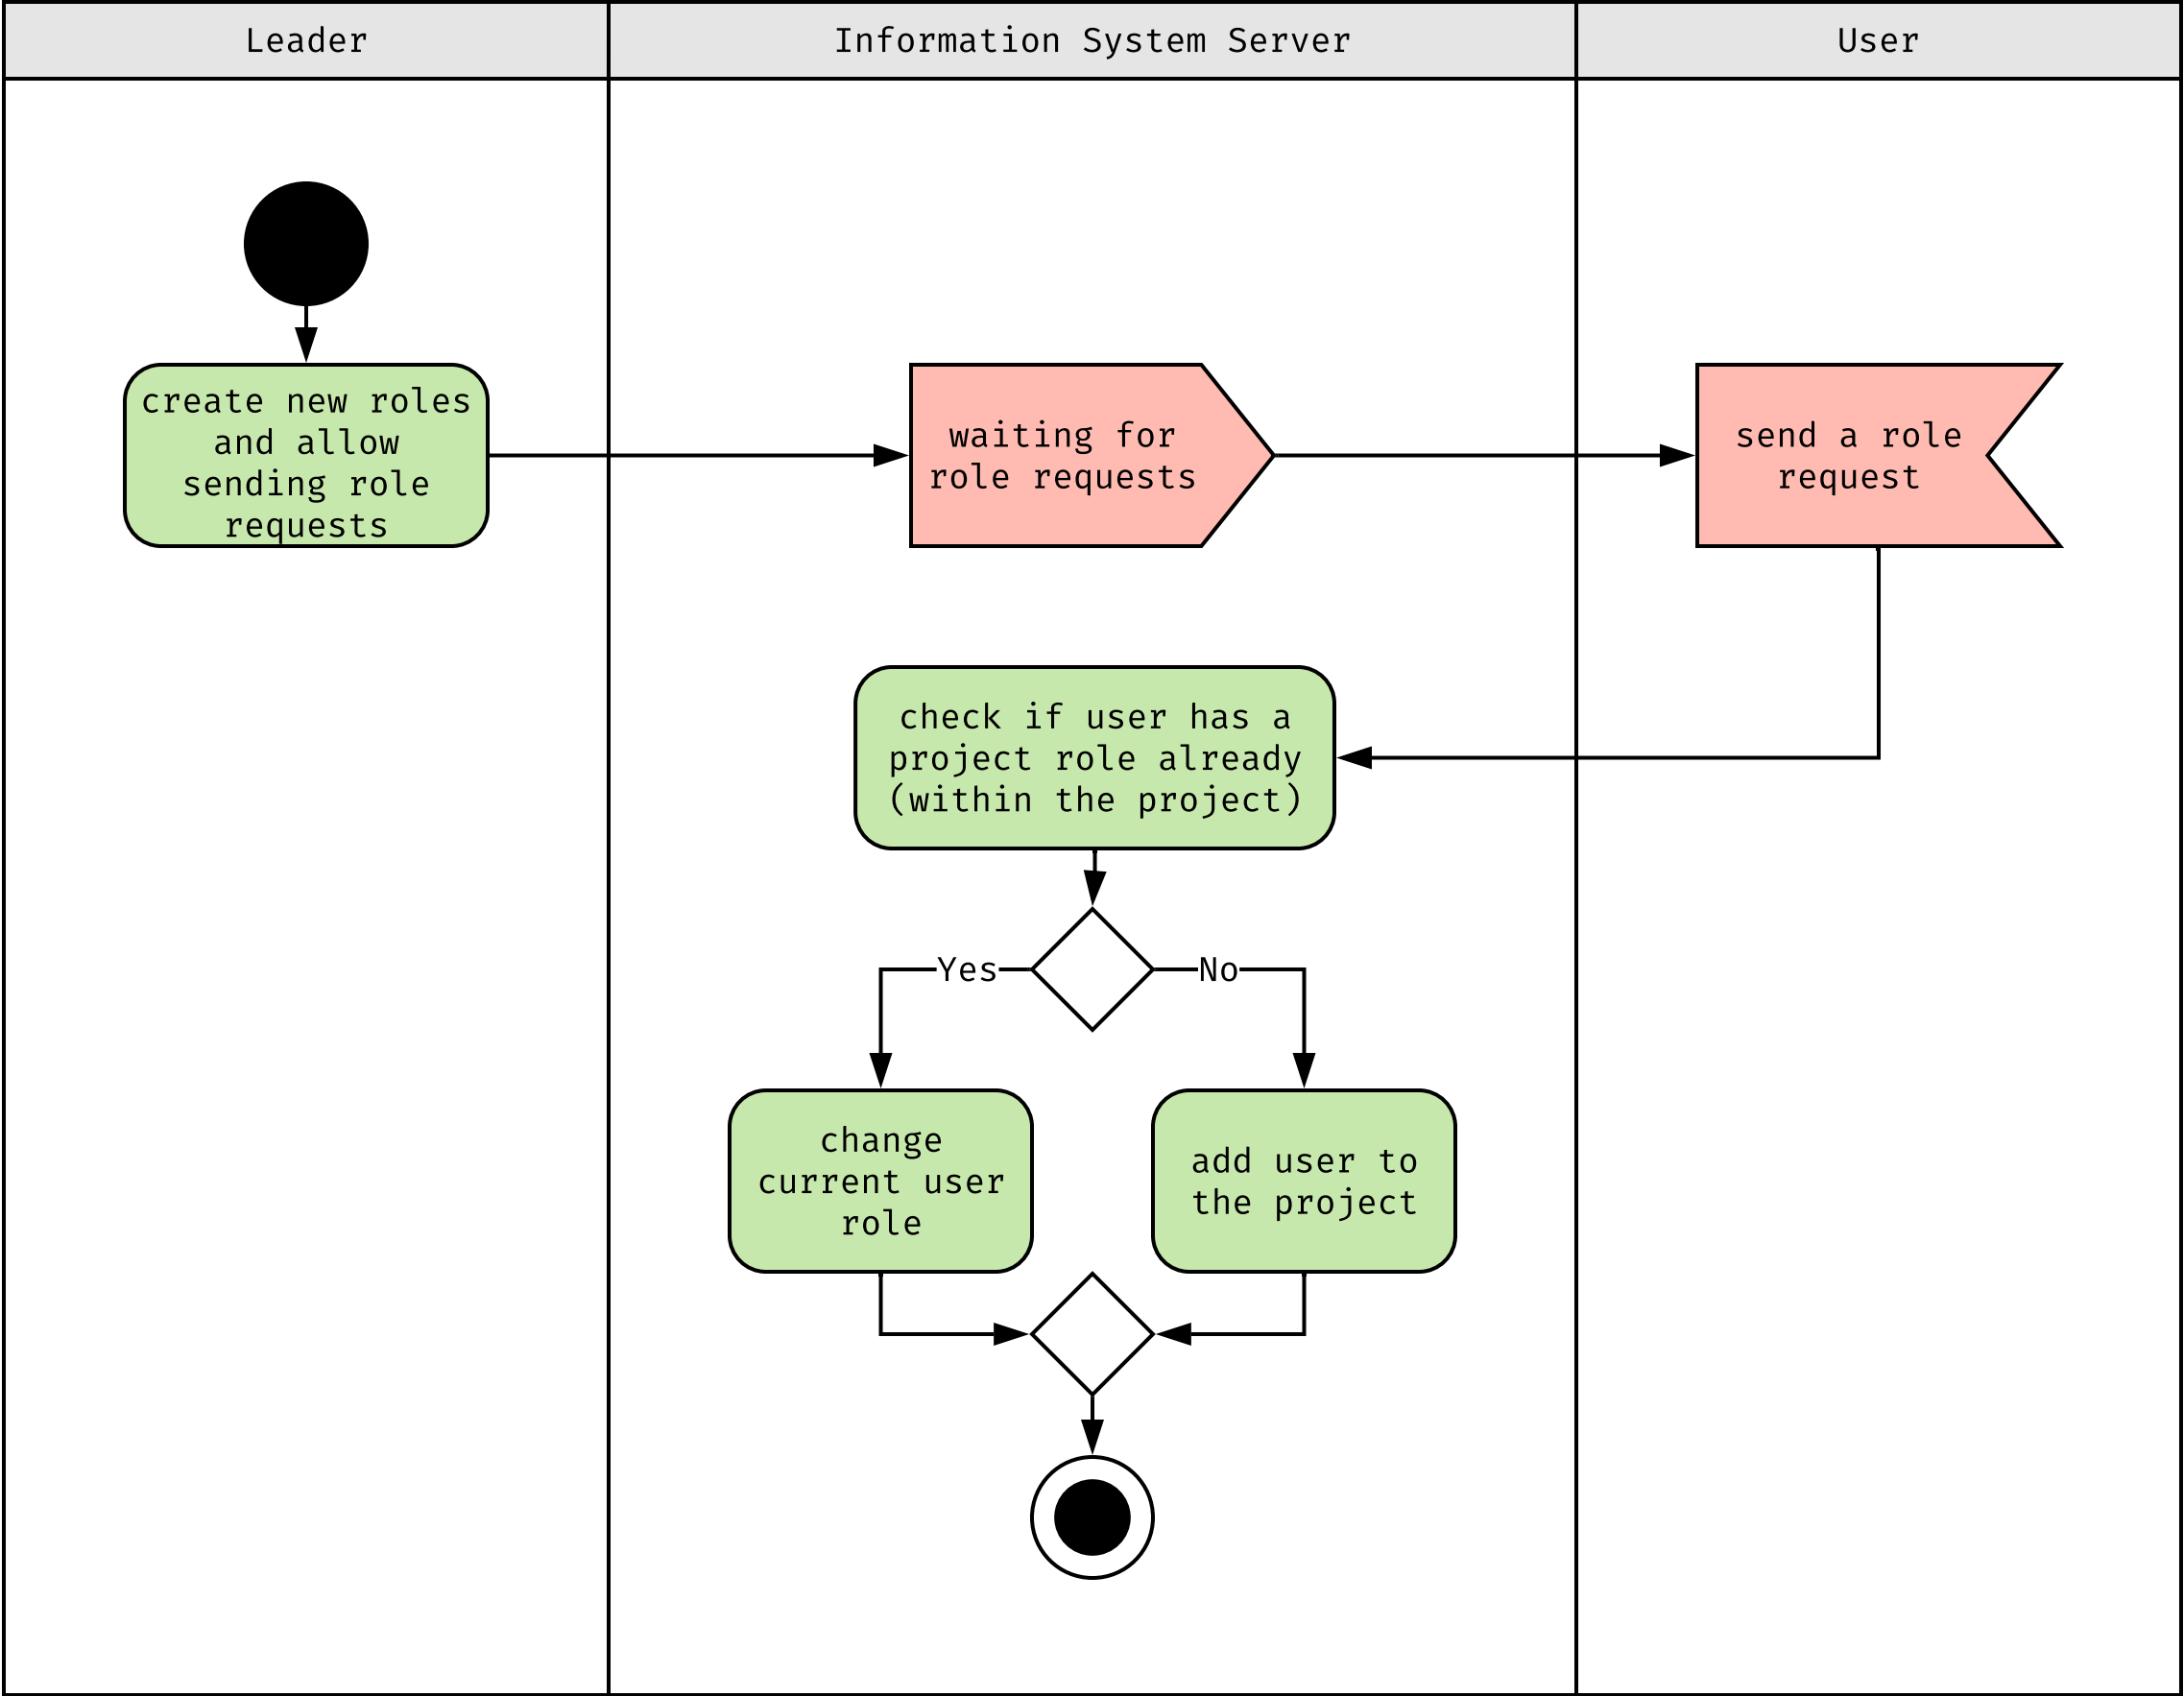 Leader
Information System Server
User
create new roles
and allow
sending role
requests
waiting for
role requests
send a role
request
check if user has a
project role already
(within the project)
Yes
No
change
current user
role
add user to
the project